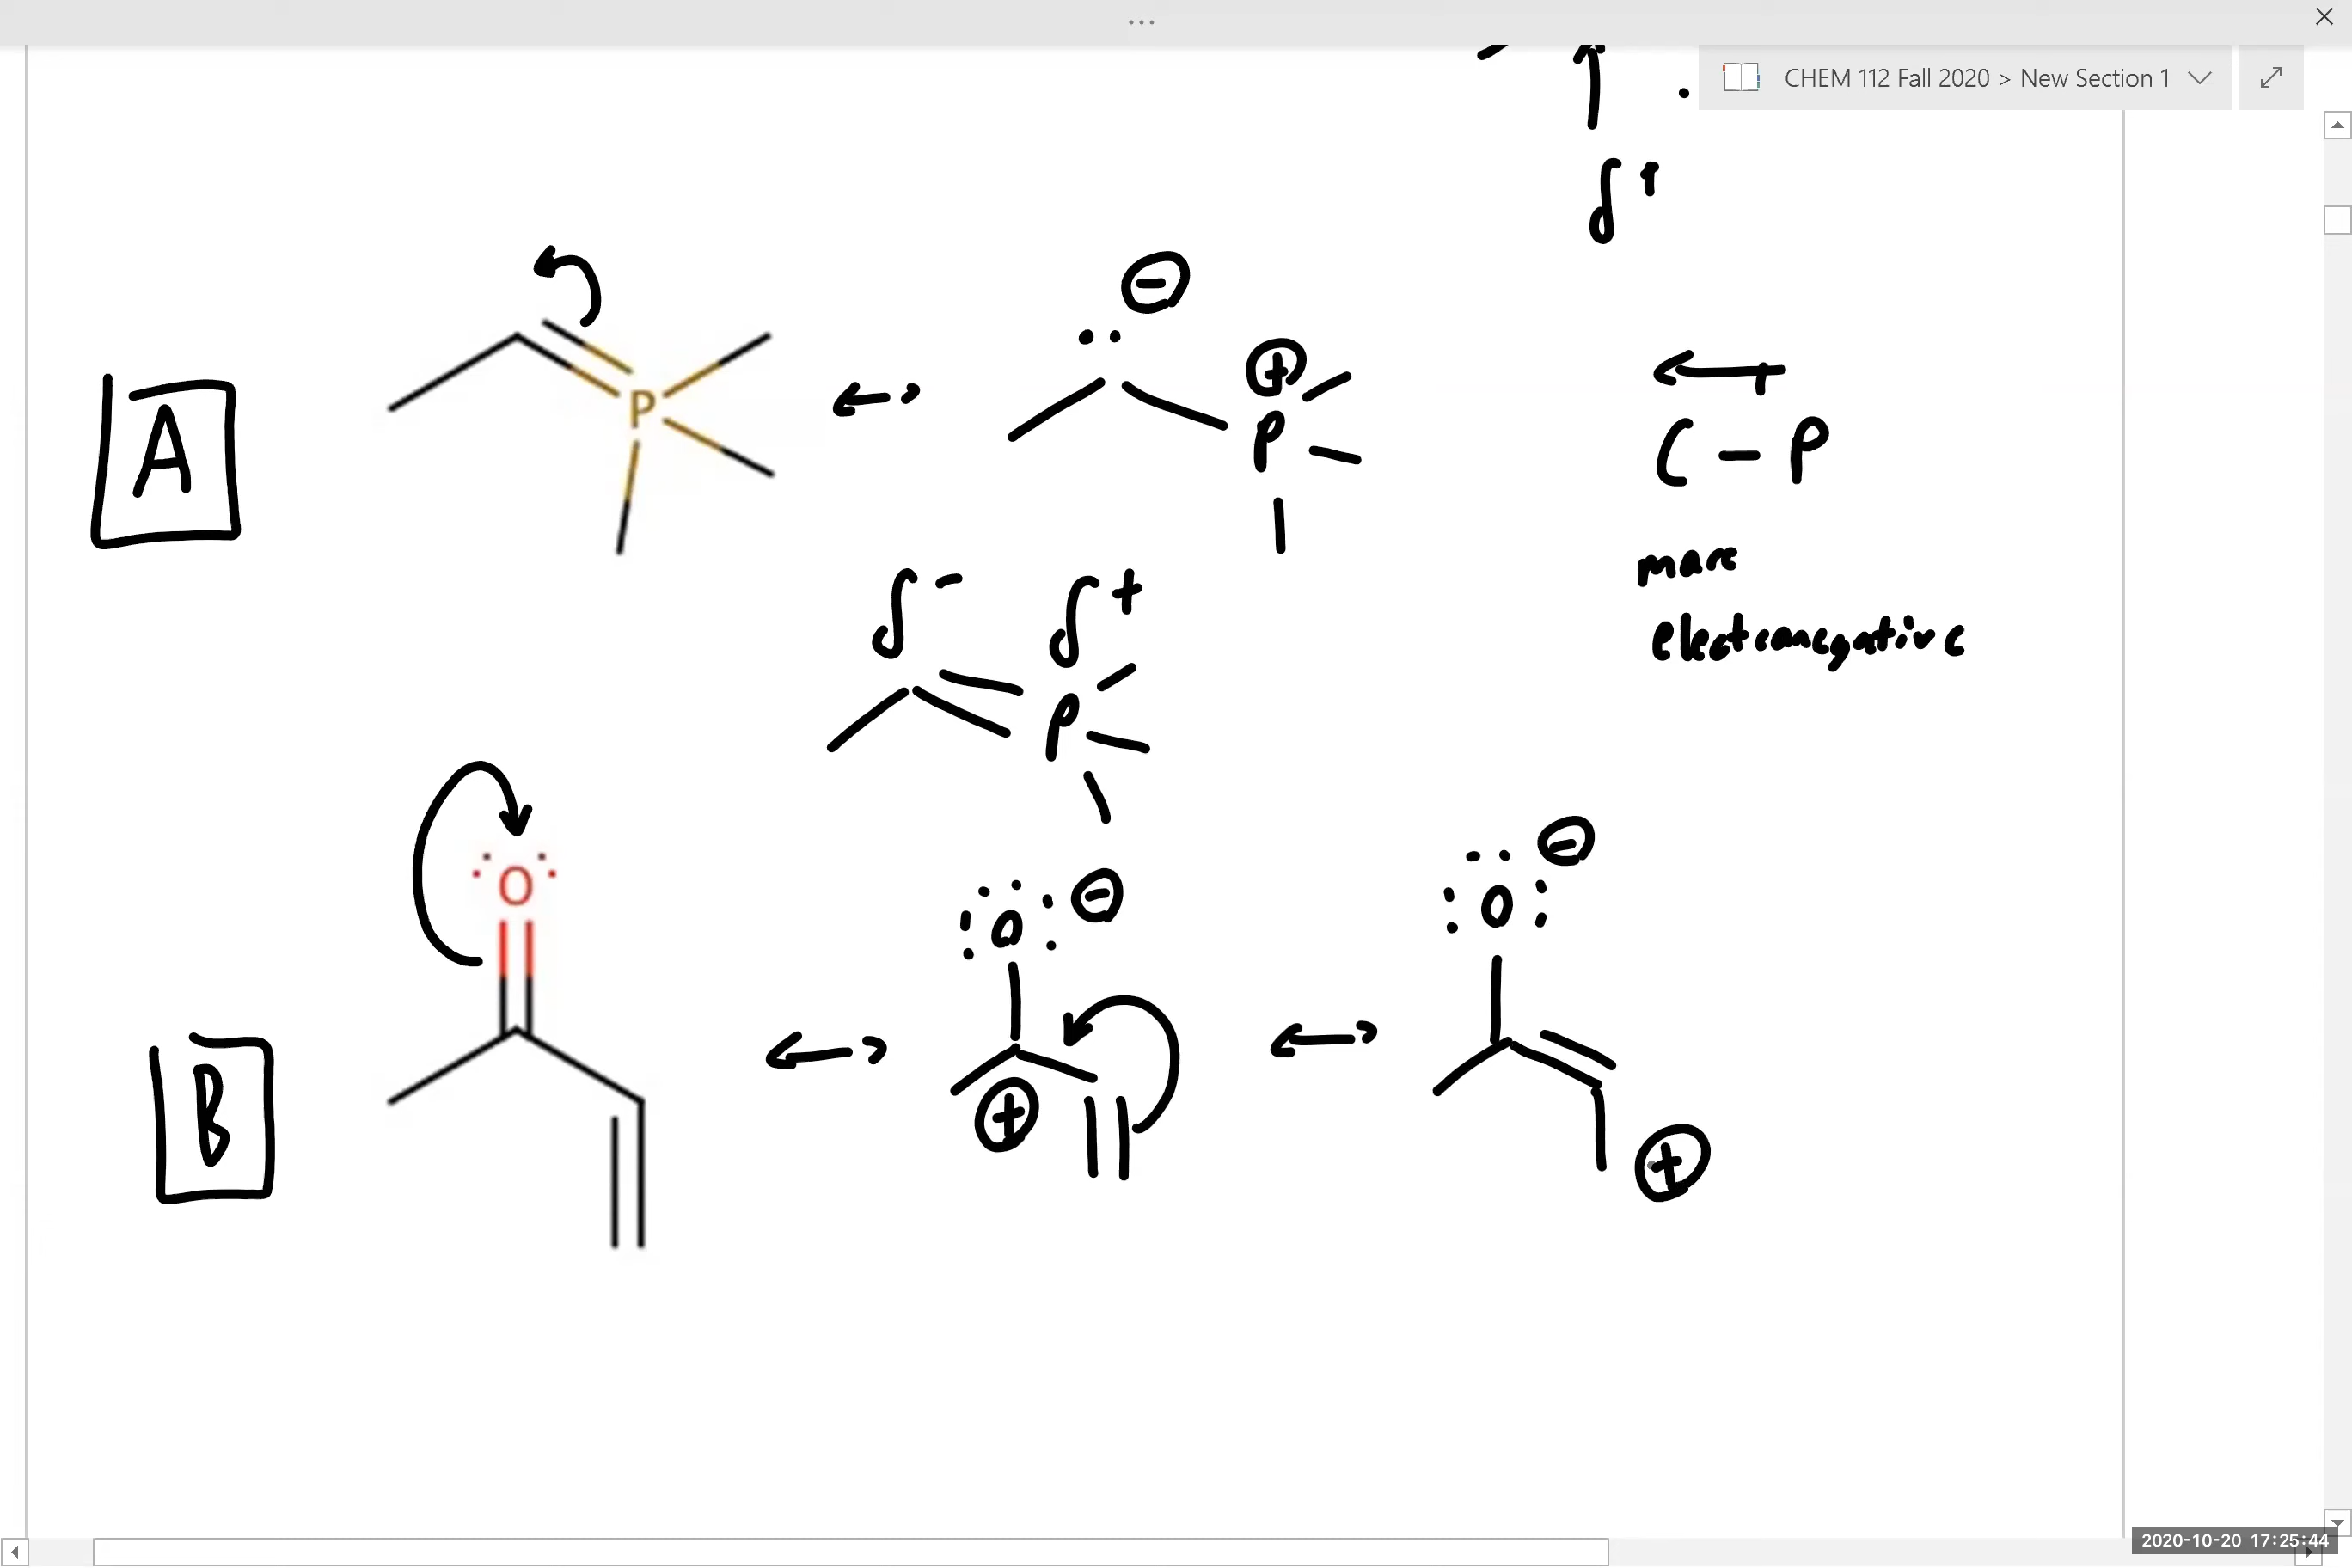 CHEM 112 Fall 2020 > New Section 1
δ+
A
P
⊖
⊕
P
C - P
more
electronegative
δ- δ+
P
B
O
O ⊖
⊕
O ⊖
⊕
2020-10-20 17:25:44